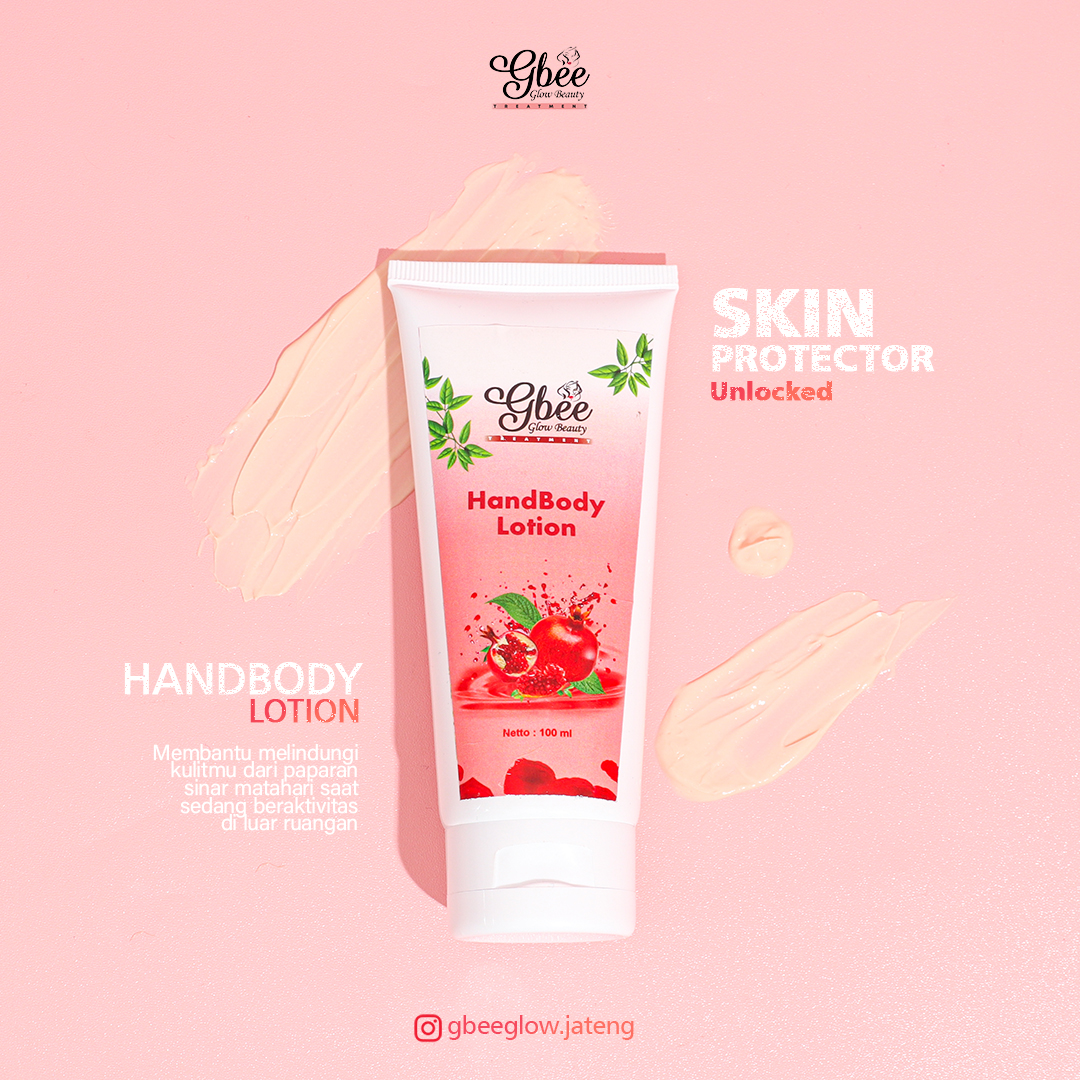 Gbee
Glow Beauty
TREATMENT
SKIN
PROTECTOR
Unlocked
Gbee
Glow Beauty
TREATMENT
HandBody
Lotion
Netto : 100 ml
HANDBODY
LOTION
Membantu melindungi
kulitmu dari paparan
sinar matahari saat
sedang beraktivitas
di luar ruangan
gbeeglow.jateng